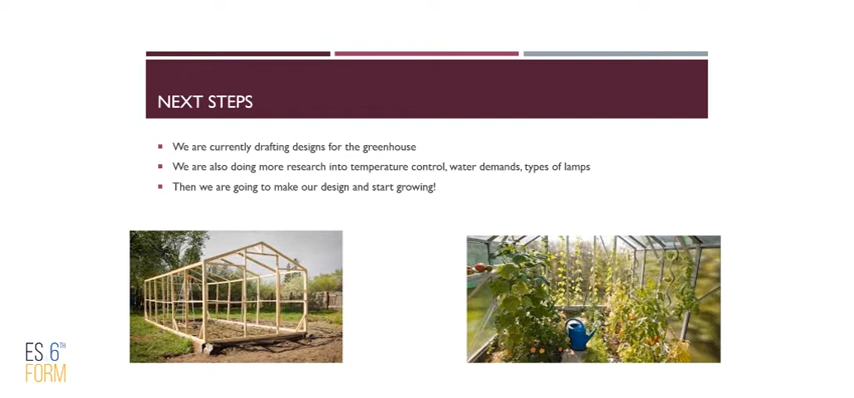 NEXT STEPS
We are currently drafting designs for the greenhouse
We are also doing more research into temperature control, water demands, types of lamps
Then we are going to make our design and start growing!
ES 6TH
FORM